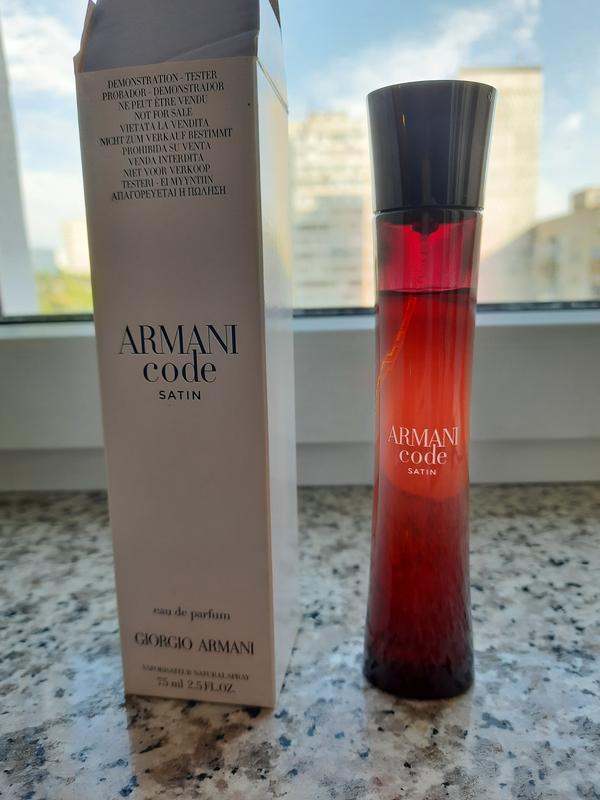 DEMONSTRATION - TESTER
PROBADOR - DEMONSTRADOR
NE PEUT ÊTRE VENDU
NOT FOR SALE
VIETATA LA VENDITA
NICHT ZUM VERKAUF BESTIMMT
PROHIBIDA SU VENTA
VENDA INTERDITA
NIET VOOR VERKOOP
TESTERI - EI MYYNTIIN
ΑΠΑΓΟΡΕΥΕΤΑΙ Η ΠΩΛΗΣΗ
ARMANI
code
SATIN
eau de parfum
GIORGIO ARMANI
VAPORISATEUR NATURAL SPRAY
75 ml 2.5 FL.OZ.
ARMANI
code
SATIN